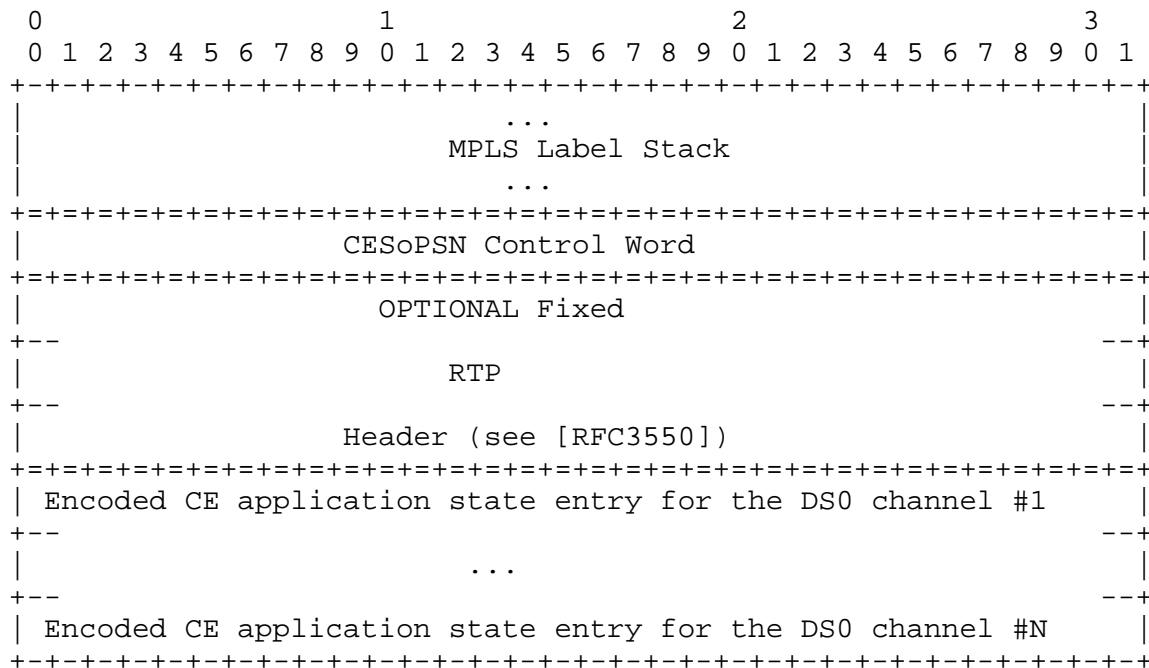 0                   1                   2                   3
 0 1 2 3 4 5 6 7 8 9 0 1 2 3 4 5 6 7 8 9 0 1 2 3 4 5 6 7 8 9 0 1
+-+-+-+-+-+-+-+-+-+-+-+-+-+-+-+-+-+-+-+-+-+-+-+-+-+-+-+-+-+-+-+-+
|                           ...                                 |
|                        MPLS Label Stack                       |
|                           ...                                 |
+=+=+=+=+=+=+=+=+=+=+=+=+=+=+=+=+=+=+=+=+=+=+=+=+=+=+=+=+=+=+=+=+
|                  CESoPSN Control Word                         |
+=+=+=+=+=+=+=+=+=+=+=+=+=+=+=+=+=+=+=+=+=+=+=+=+=+=+=+=+=+=+=+=+
|                    OPTIONAL Fixed                             |
+--                                                           --+
|                        RTP                                    |
+--                                                           --+
|                  Header (see [RFC3550])                       |
+=+=+=+=+=+=+=+=+=+=+=+=+=+=+=+=+=+=+=+=+=+=+=+=+=+=+=+=+=+=+=+=+
| Encoded CE application state entry for the DS0 channel #1     |
+--                                                           --+
|                         ...                                   |
+--                                                           --+
| Encoded CE application state entry for the DS0 channel #N     |
+-+-+-+-+-+-+-+-+-+-+-+-+-+-+-+-+-+-+-+-+-+-+-+-+-+-+-+-+-+-+-+-+